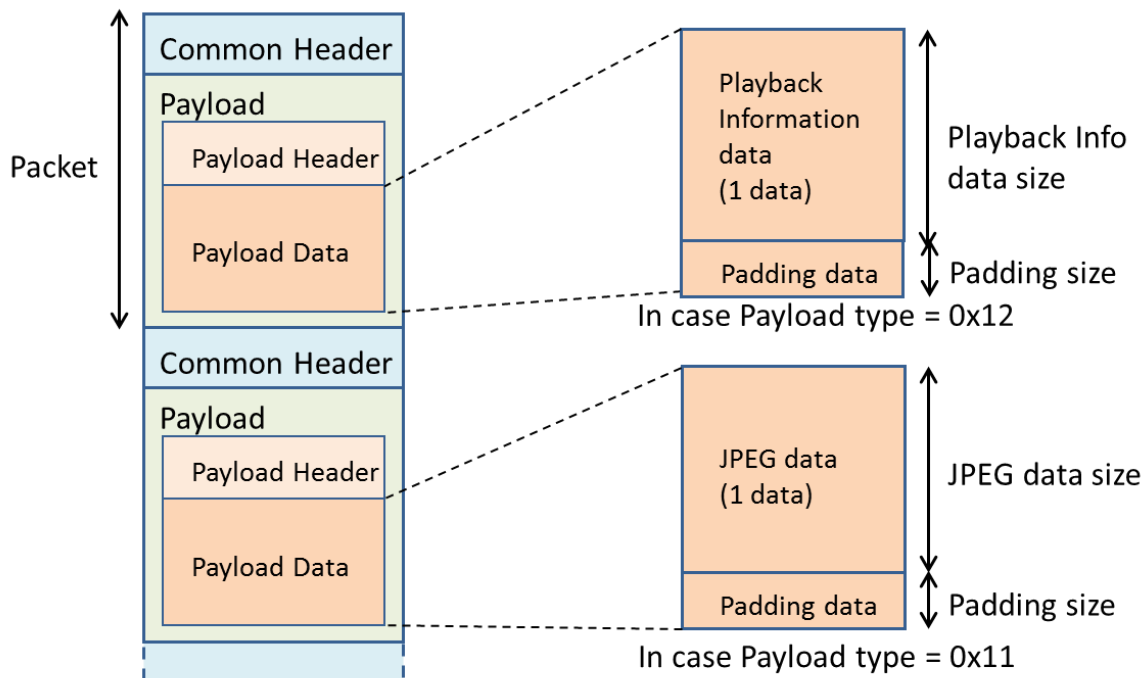 Packet
Common Header
Payload
Payload Header
Payload Data
Common Header
Payload
Payload Header
Payload Data
Playback
Information
data
(1 data)
Padding data
Playback Info
data size
Padding size
In case Payload type = 0x12
JPEG data
(1 data)
Padding data
JPEG data size
Padding size
In case Payload type = 0x11